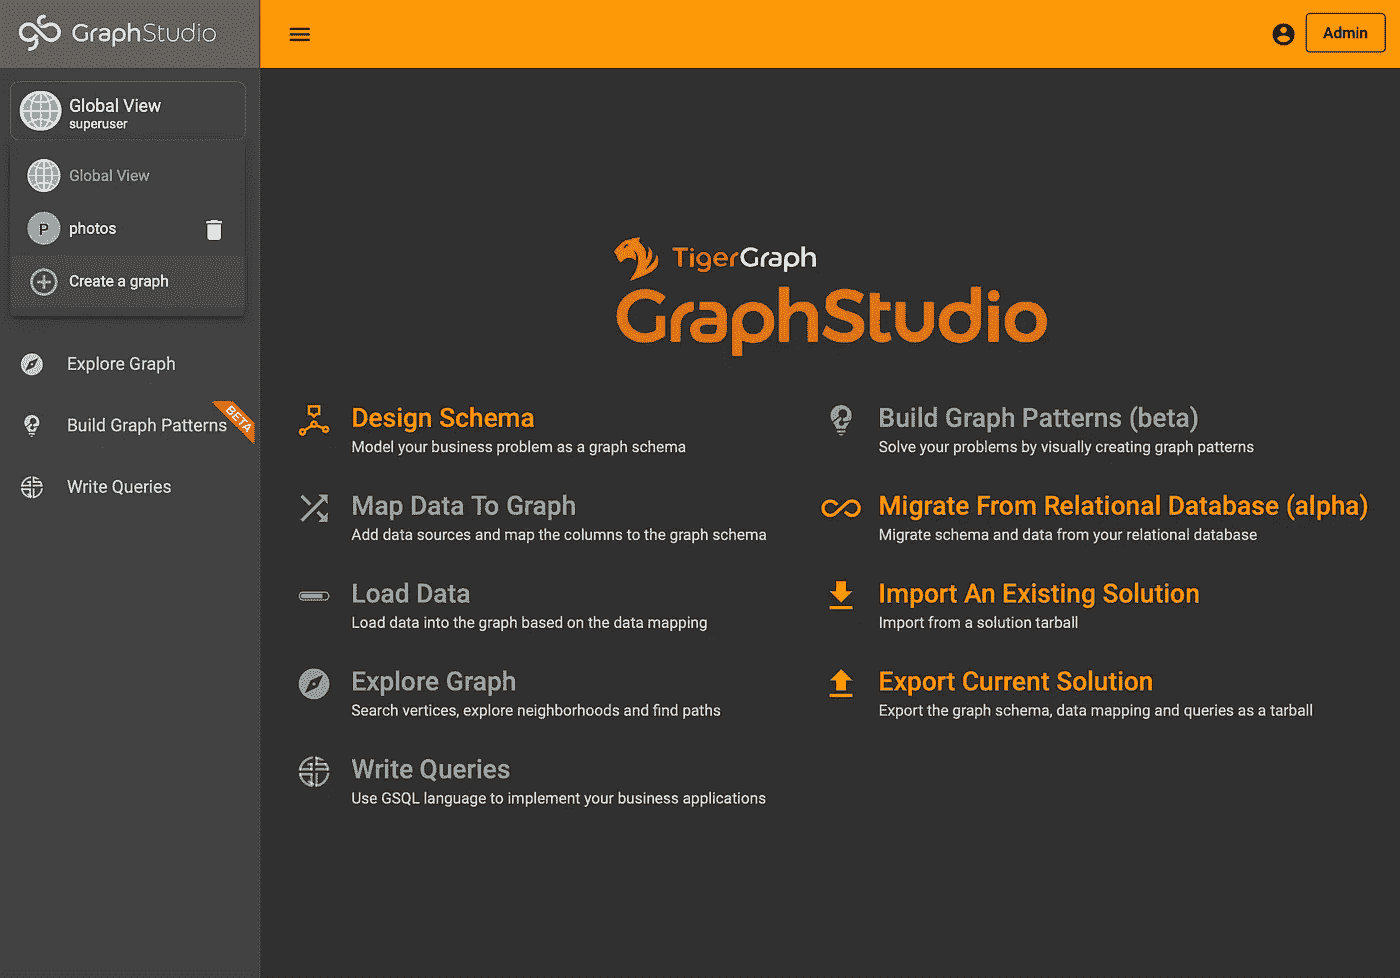 GraphStudio
Admin
Global View
superuser
Global View
P photos
Create a graph
Explore Graph
Build Graph Patterns
BETA
Write Queries
TigerGraph
GraphStudio
Design Schema
Model your business problem as a graph schema
Map Data To Graph
Add data sources and map the columns to the graph schema
Load Data
Load data into the graph based on the data mapping
Explore Graph
Search vertices, explore neighborhoods and find paths
Write Queries
Use GSQL language to implement your business applications
Build Graph Patterns (beta)
Solve your problems by visually creating graph patterns
Migrate From Relational Database (alpha)
Migrate schema and data from your relational database
Import An Existing Solution
Import from a solution tarball
Export Current Solution
Export the graph schema, data mapping and queries as a tarball